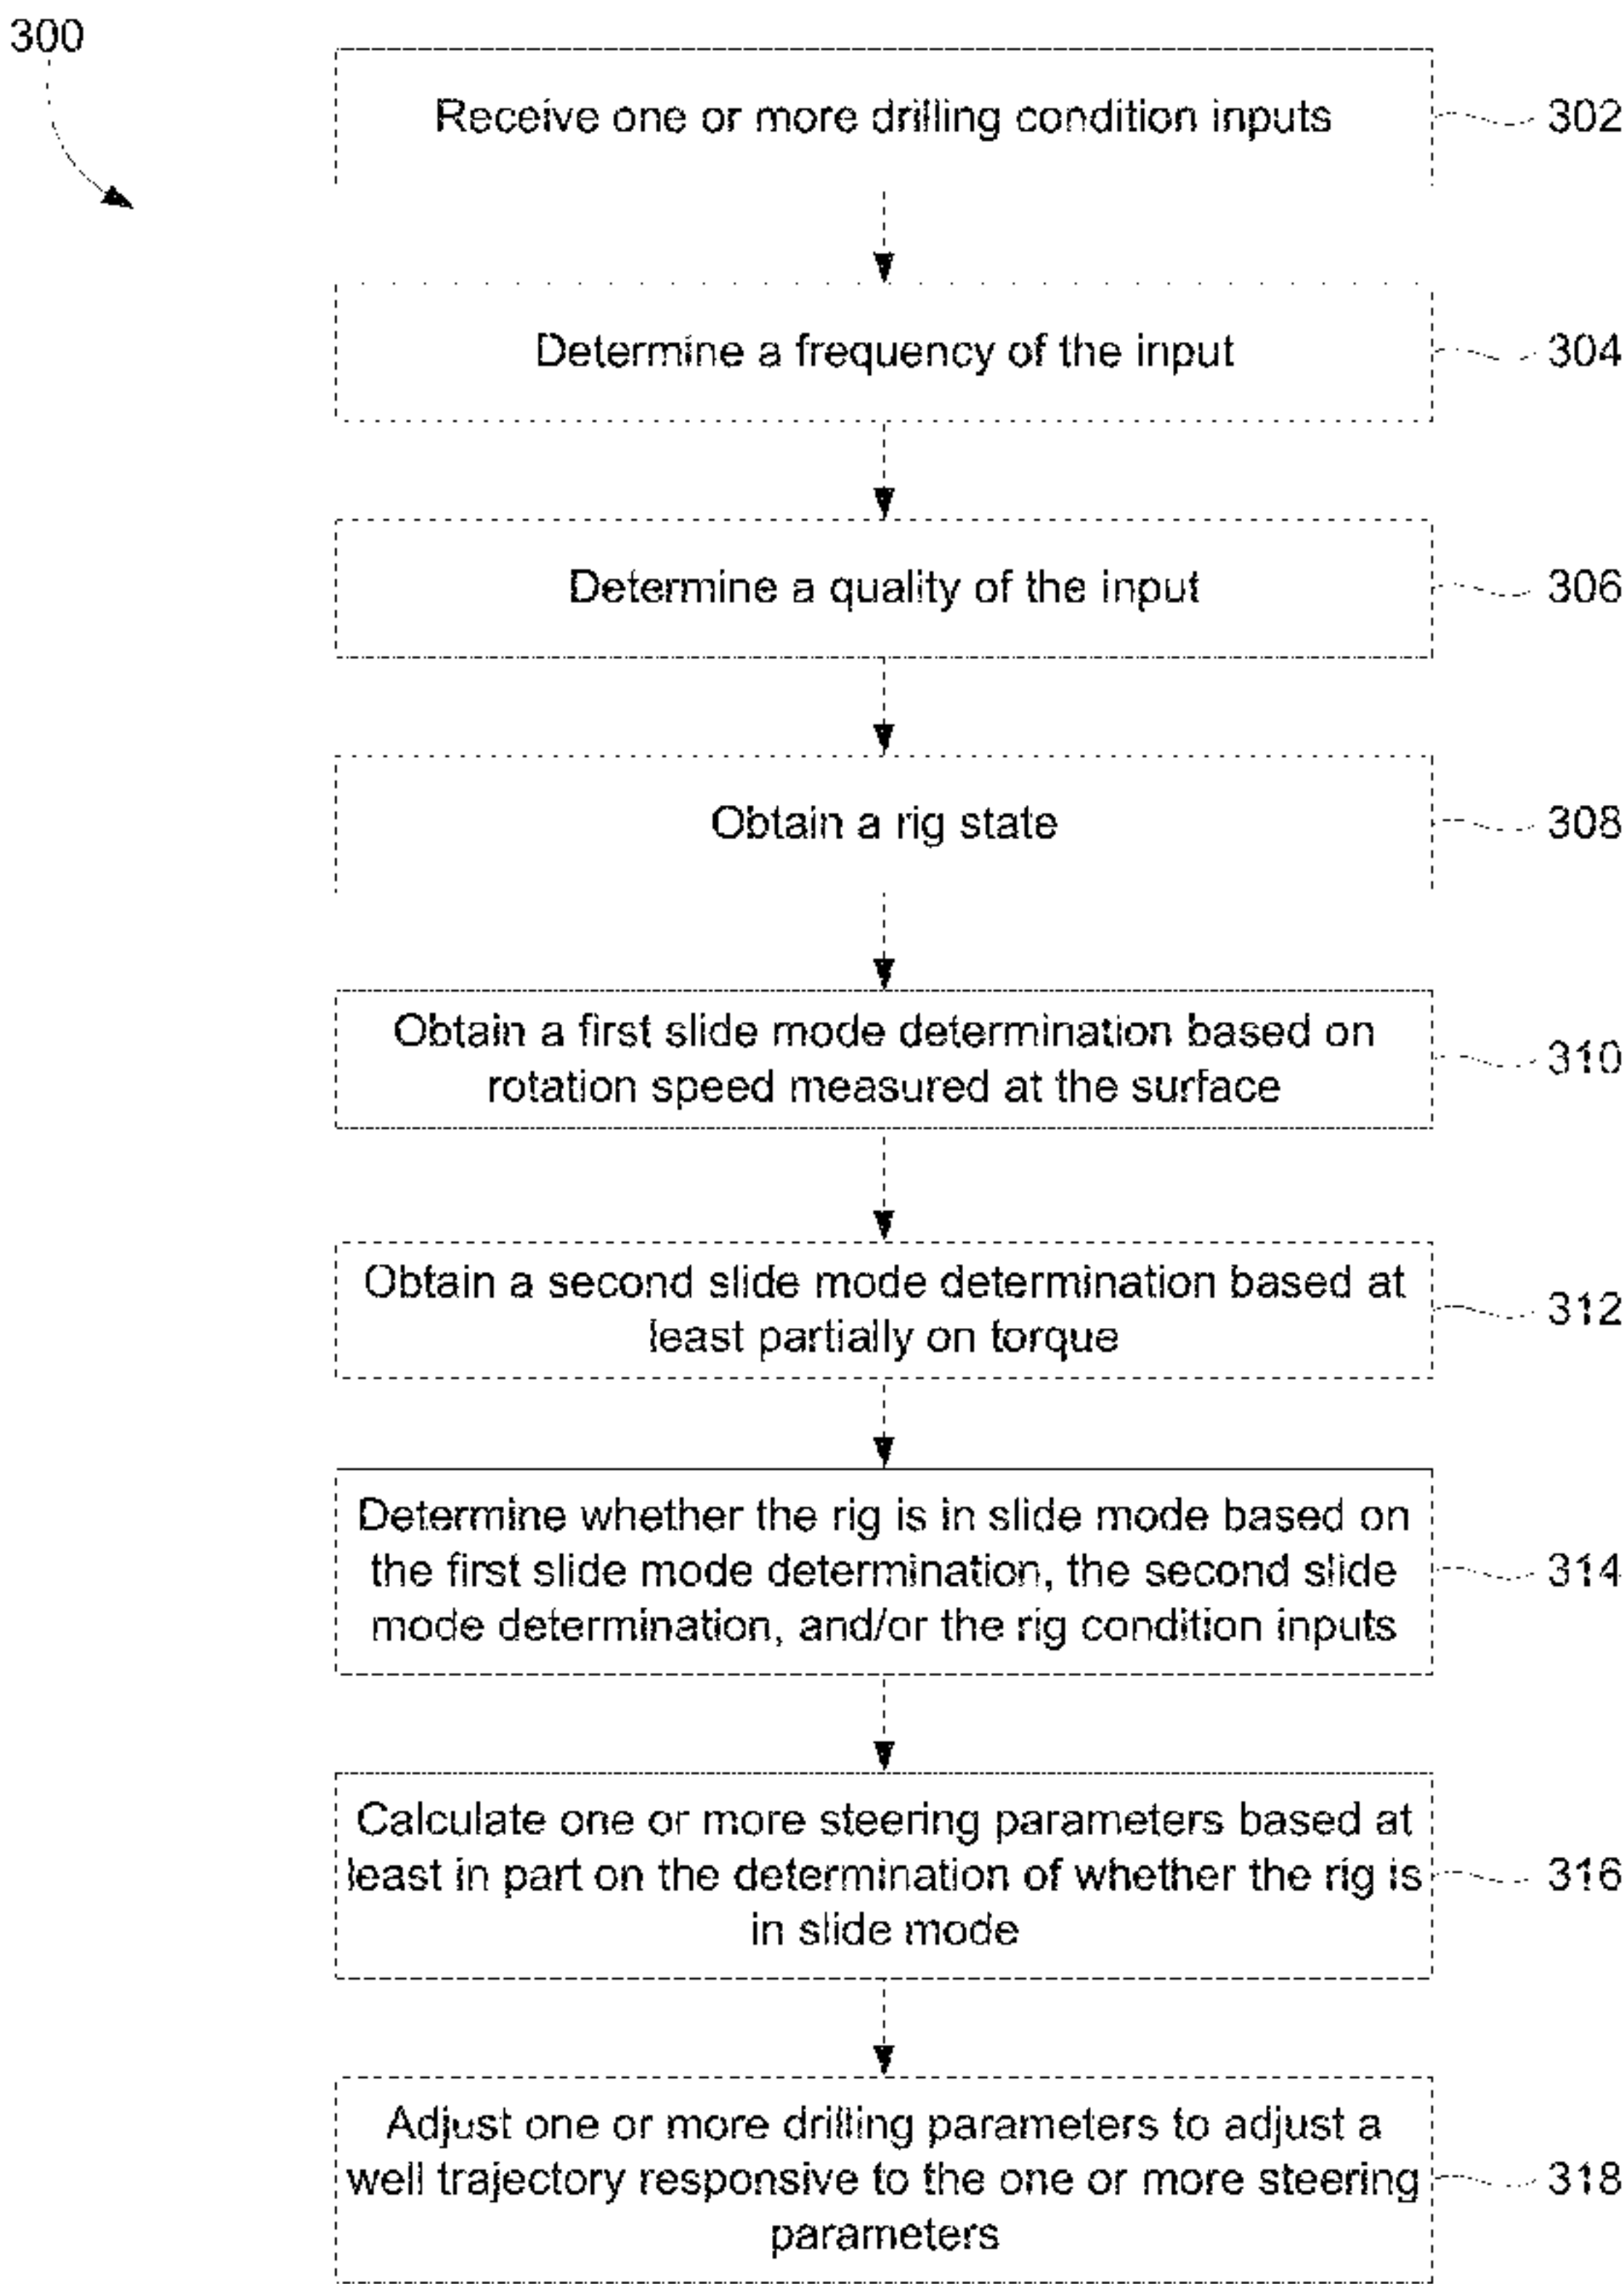 300
Receive one or more drilling condition inputs
302
Determine a frequency of the input
304
Determine a quality of the input
306
Obtain a rig state
308
Obtain a first slide mode determination based on
rotation speed measured at the surface
310
Obtain a second slide mode determination based at
least partially on torque
312
Determine whether the rig is in slide mode based on
the first slide mode determination, the second slide
mode determination, and/or the rig condition inputs
314
Calculate one or more steering parameters based at
least in part on the determination of whether the rig is
in slide mode
316
Adjust one or more drilling parameters to adjust a
well trajectory responsive to the one or more steering
parameters
318